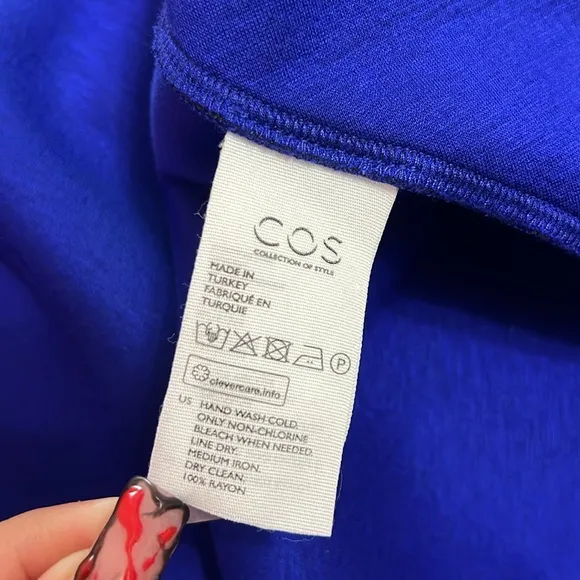 COS
COLLECTION OF STYLE
MADE IN
TURKEY
FABRIQUÉ EN
TURQUIE
P
clevercare.info
US HAND WASH COLD.
ONLY NON-CHLORINE
BLEACH WHEN NEEDED.
LINE DRY.
MEDIUM IRON.
DRY CLEAN.
100% RAYON